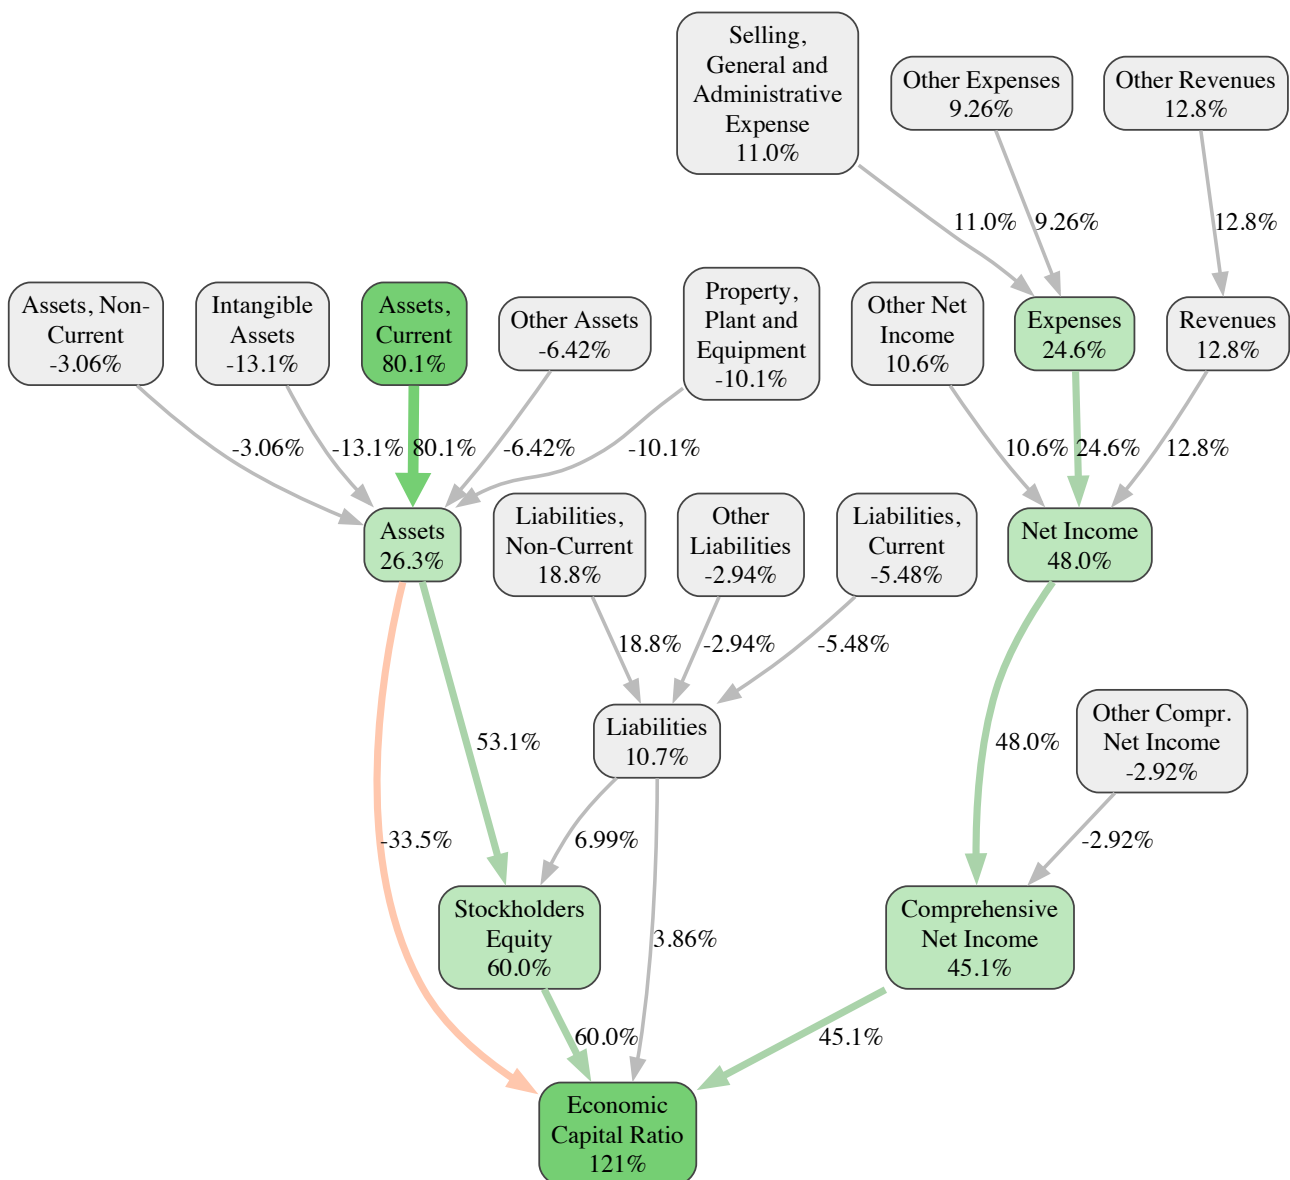 Selling,
General and
Administrative
Expense
11.0%
Other Expenses
9.26%
Other Revenues
12.8%
11.0%
9.26%
12.8%
Assets, Non-
Current
-3.06%
Intangible
Assets
-13.1%
Assets,
Current
80.1%
Other Assets
-6.42%
Property,
Plant and
Equipment
-10.1%
Other Net
Income
10.6%
Expenses
24.6%
Revenues
12.8%
-3.06%
-13.1%
80.1%
-6.42%
-10.1%
10.6%
24.6%
12.8%
Assets
26.3%
Liabilities,
Non-Current
18.8%
Other
Liabilities
-2.94%
Liabilities,
Current
-5.48%
Net Income
48.0%
18.8%
-2.94%
-5.48%
53.1%
Liabilities
10.7%
48.0%
Other Compr.
Net Income
-2.92%
-33.5%
6.99%
-2.92%
Stockholders
Equity
60.0%
3.86%
Comprehensive
Net Income
45.1%
60.0%
45.1%
Economic
Capital Ratio
121%